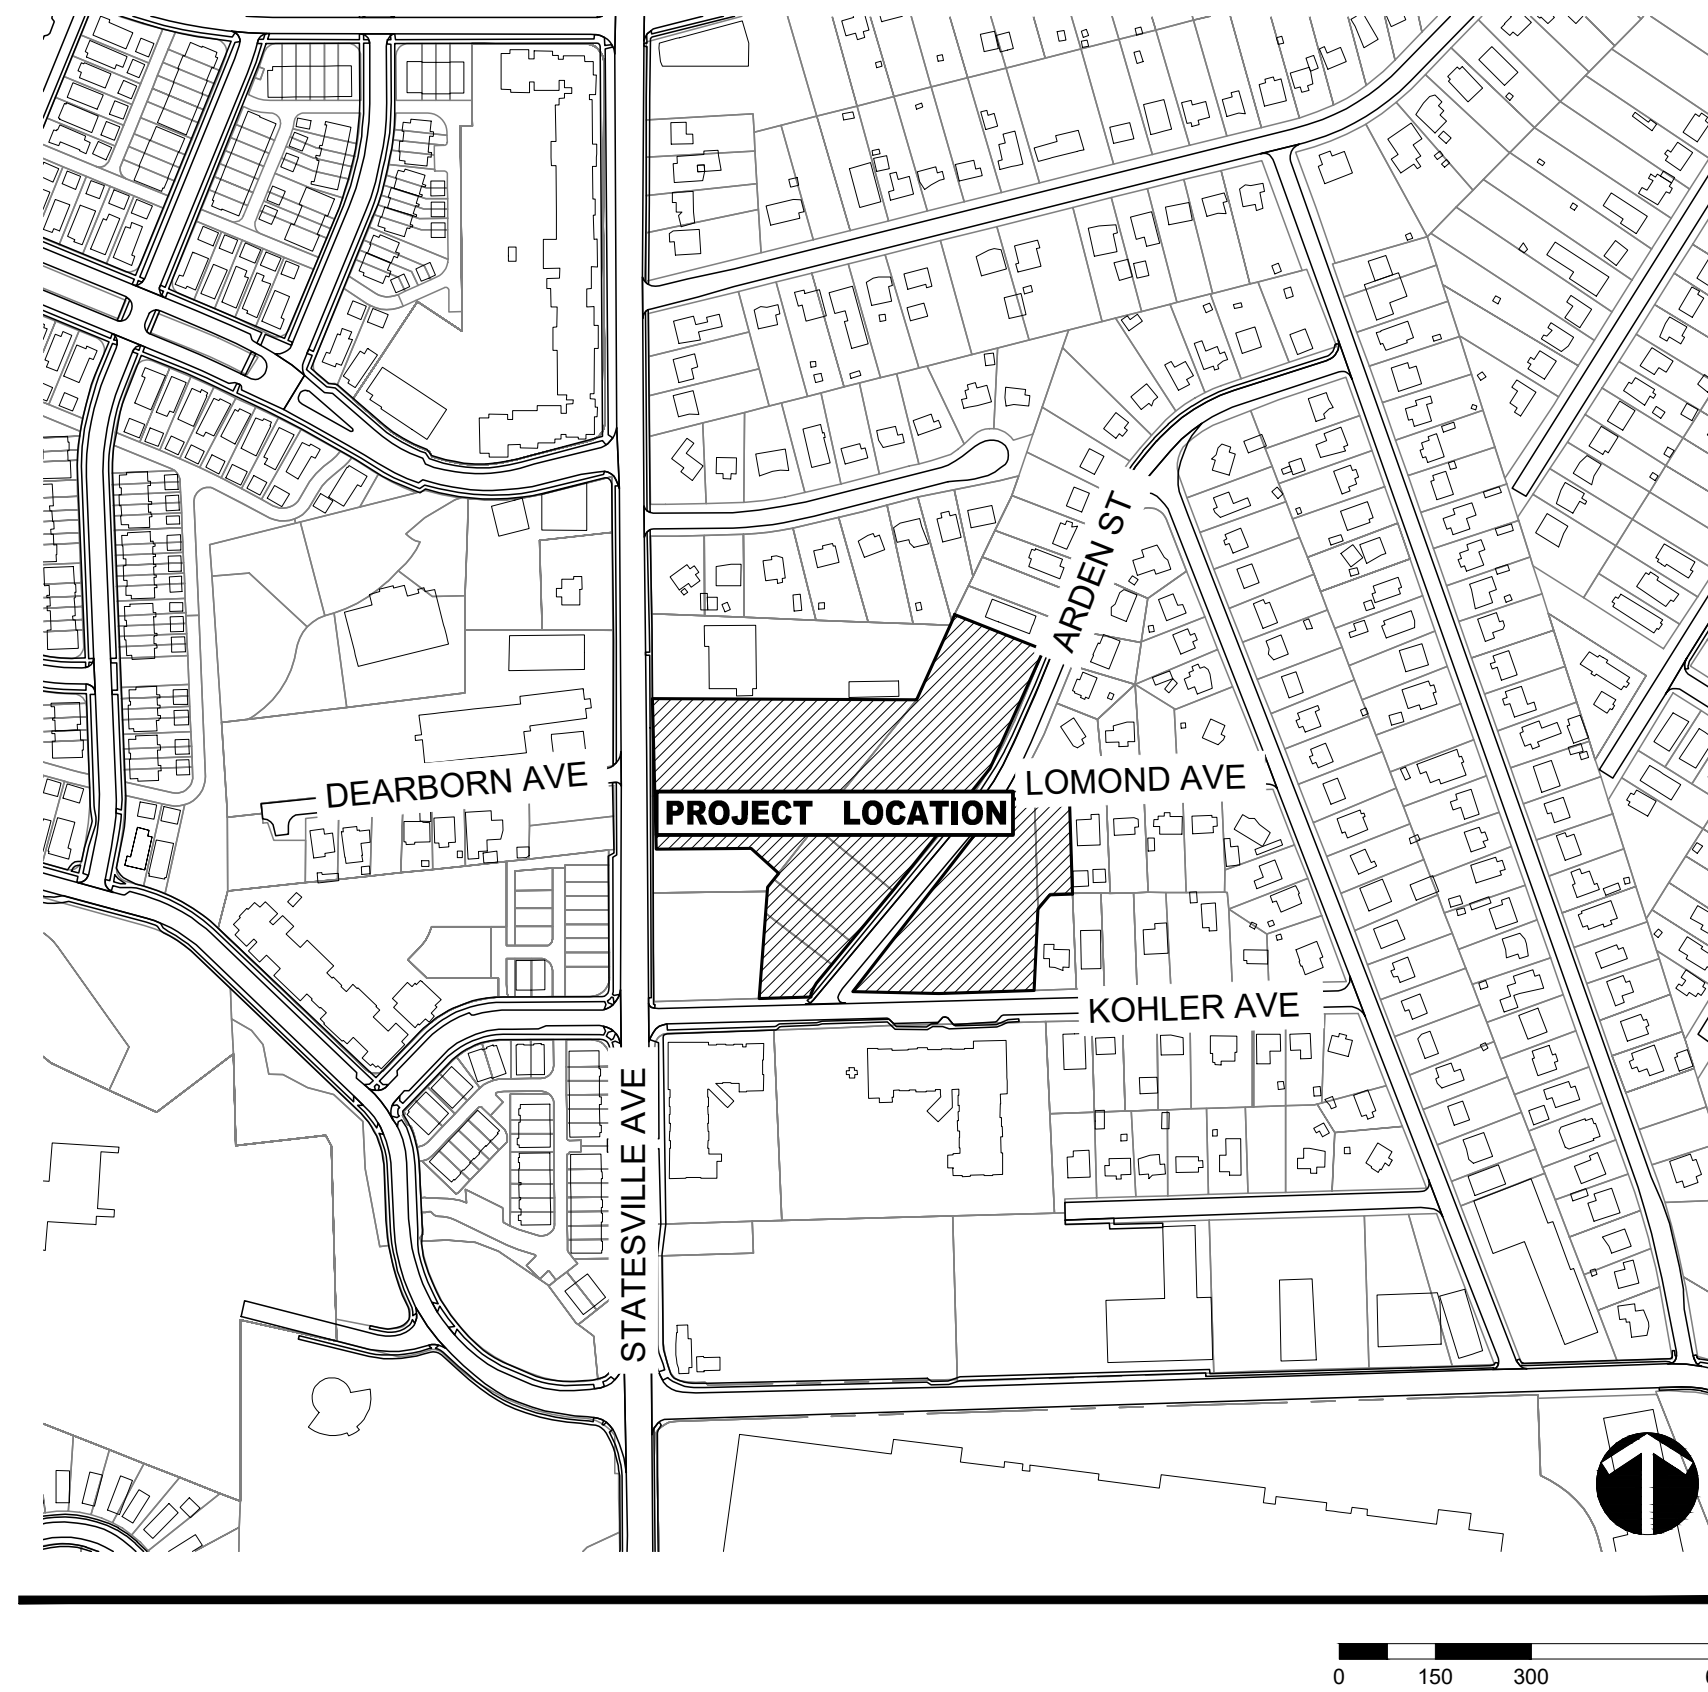 ARDEN ST
DEARBORN AVE
LOMOND AVE
PROJECT LOCATION
KOHLER AVE
STATESVILLE AVE
0 150 300